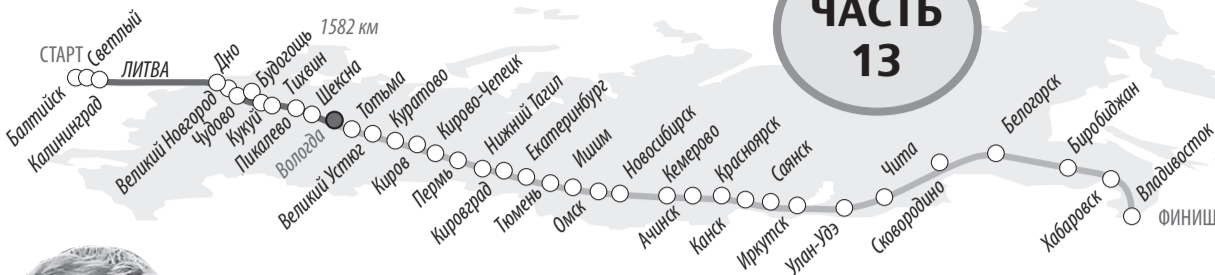 ЧАСТЬ
13
1582 км
СТАРТ
Балтийск
Светлый
Калининград
ЛИТВА
Дно
Великий Новгород
Чудово
Будогощь
Кукуй
Тихвин
Пикалево
Шексна
Вологда
Тотьма
Великий Устюг
Куратово
Киров
Кирово-Чепецк
Пермь
Нижний Тагил
Кировград
Екатеринбург
Тюмень
Ишим
Омск
Новосибирск
Ачинск
Кемерово
Канск
Красноярск
Иркутск
Саянск
Улан-Удэ
Чита
Сковородино
Белогорск
Биробиджан
Хабаровск
Владивосток
ФИНИШ